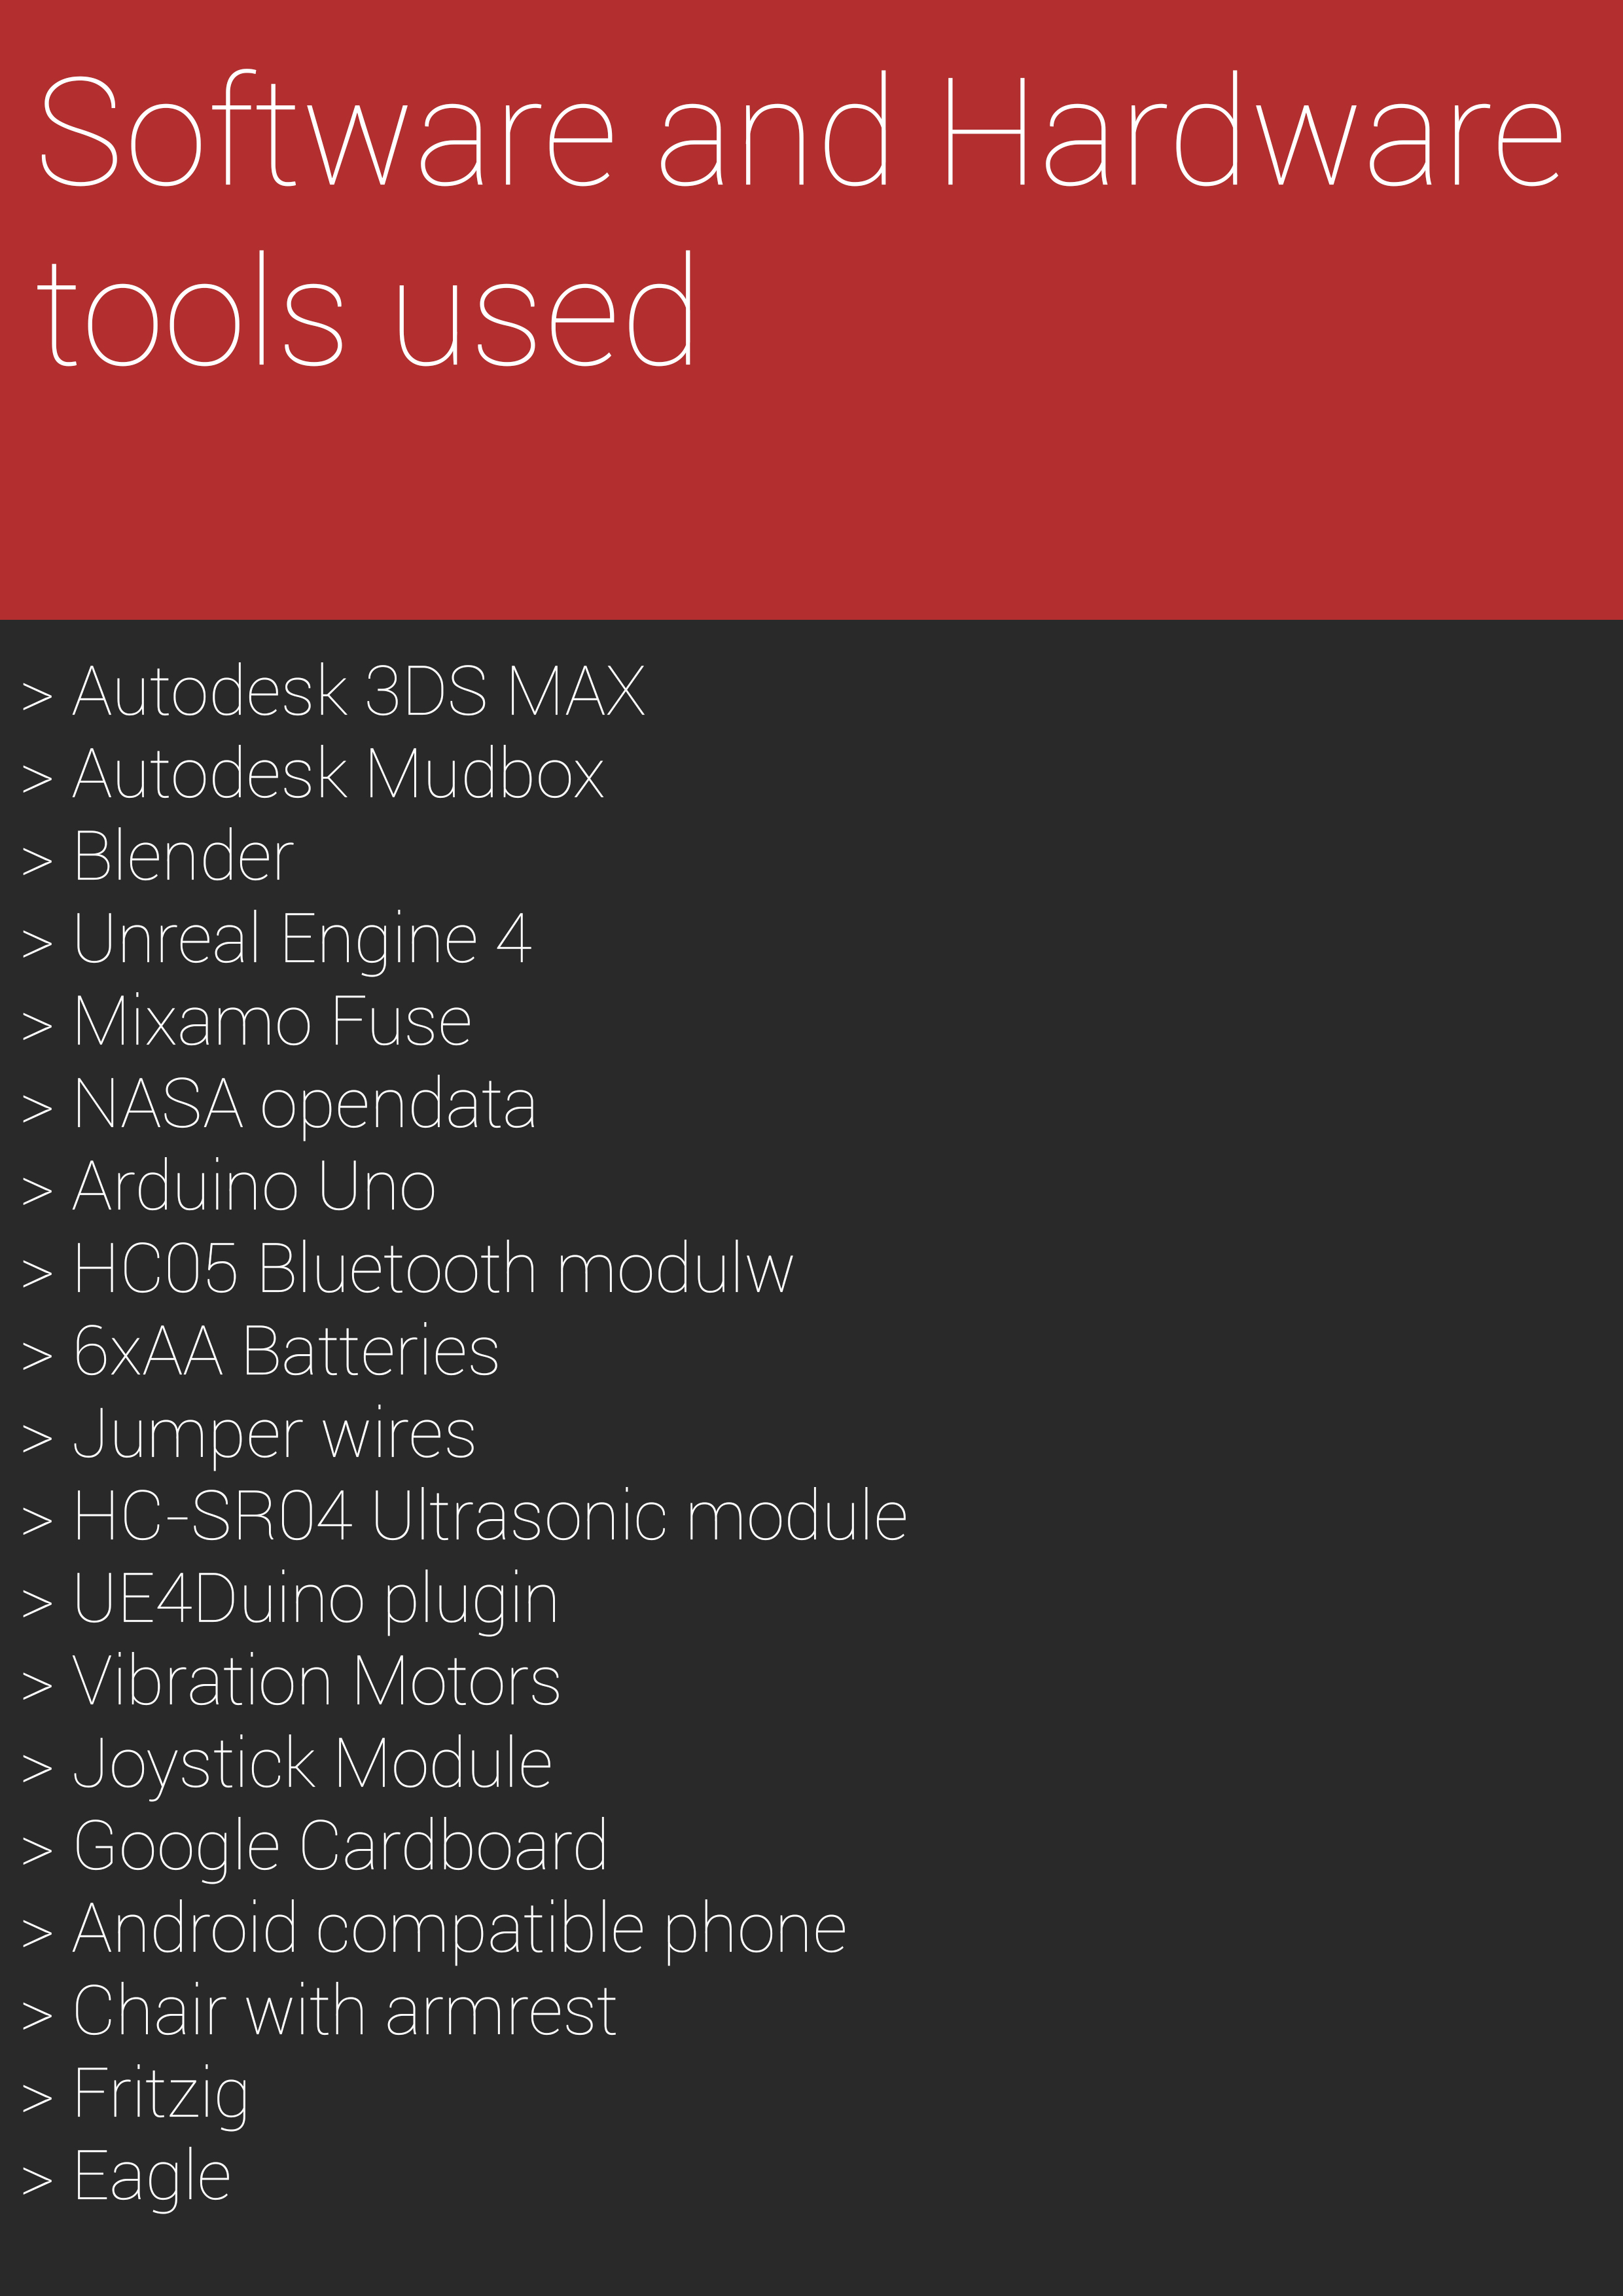 Software and Hardware
tools used
> Autodesk 3DS MAX
> Autodesk Mudbox
> Blender
> Unreal Engine 4
> Mixamo Fuse
> NASA opendata
> Arduino Uno
> HC05 Bluetooth modulw
> 6xAA Batteries
> Jumper wires
> HC-SR04 Ultrasonic module
> UE4Duino plugin
> Vibration Motors
> Joystick Module
> Google Cardboard
> Android compatible phone
> Chair with armrest
> Fritzig
> Eagle